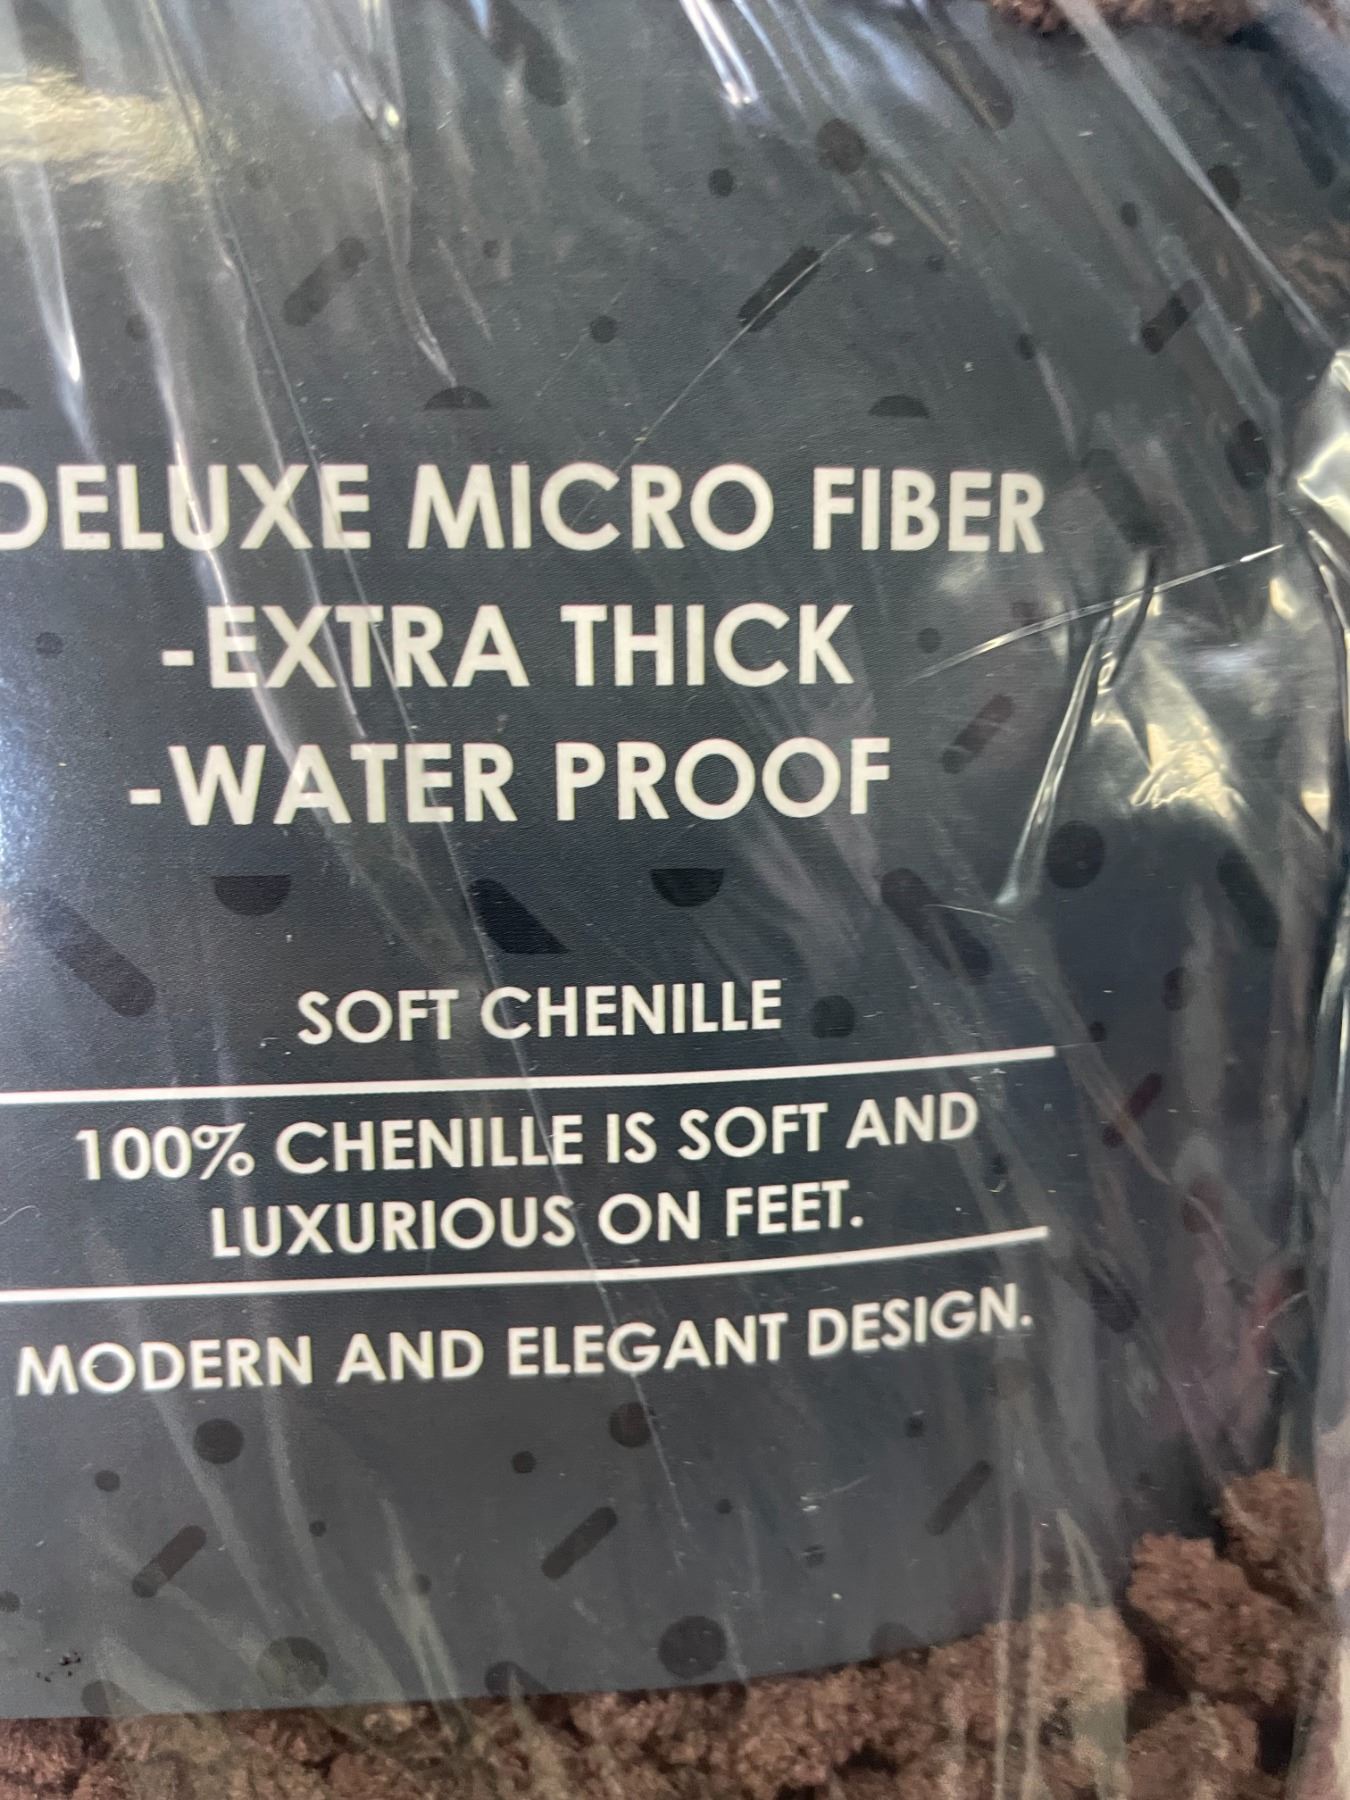 DELUXE MICRO FIBER
-EXTRA THICK
-WATER PROOF
SOFT CHENILLE
100% CHENILLE IS SOFT AND
LUXURIOUS ON FEET.
MODERN AND ELEGANT DESIGN.